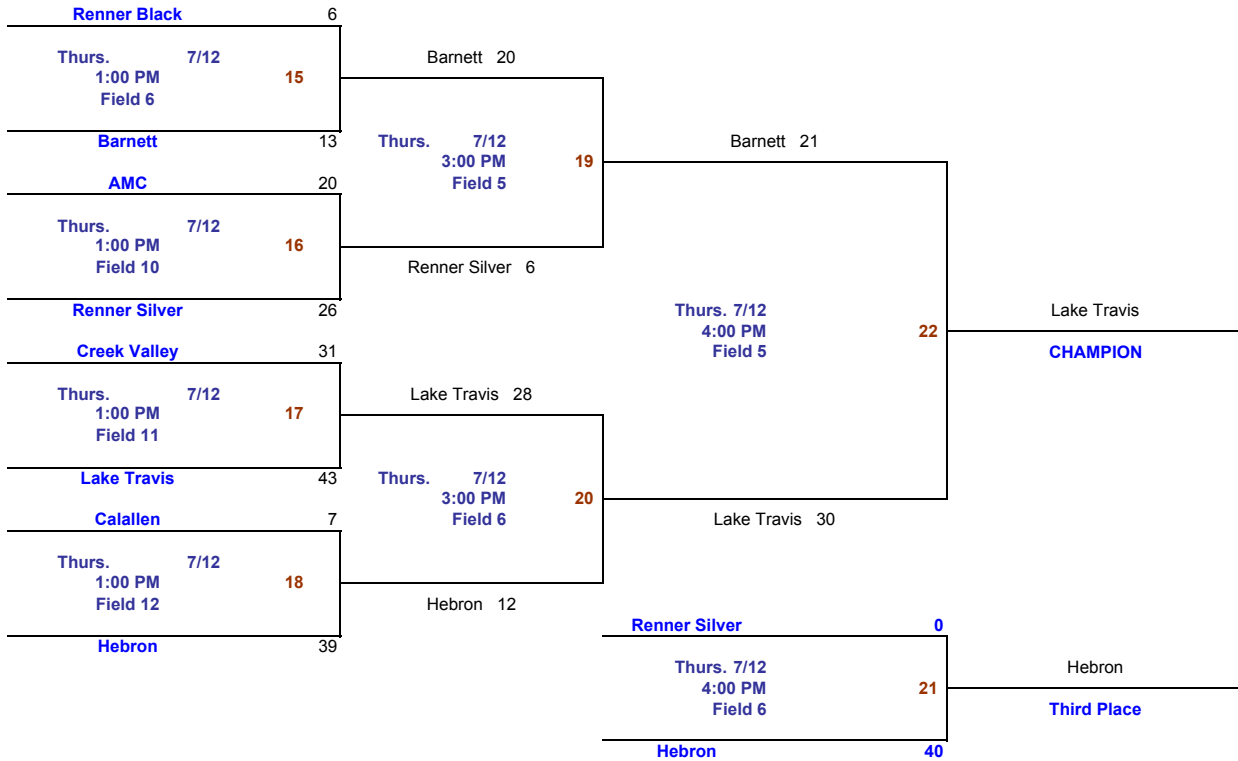 Renner Black 6
Thurs. 7/12
1:00 PM 15
Field 6
Barnett 13
AMC 20
Thurs. 7/12
1:00 PM 16
Field 10
Renner Silver 26
Creek Valley 31
Thurs. 7/12
1:00 PM 17
Field 11
Lake Travis 43
Calallen 7
Thurs. 7/12
1:00 PM 18
Field 12
Hebron 39
Barnett 20
Thurs. 7/12
3:00 PM 19
Field 5
Renner Silver 6
Lake Travis 28
Thurs. 7/12
3:00 PM 20
Field 6
Hebron 12
Barnett 21
Thurs. 7/12
4:00 PM 22
Field 5
Lake Travis 30
Lake Travis
CHAMPION
Renner Silver 0
Thurs. 7/12
4:00 PM 21
Field 6
Hebron 40
Hebron
Third Place